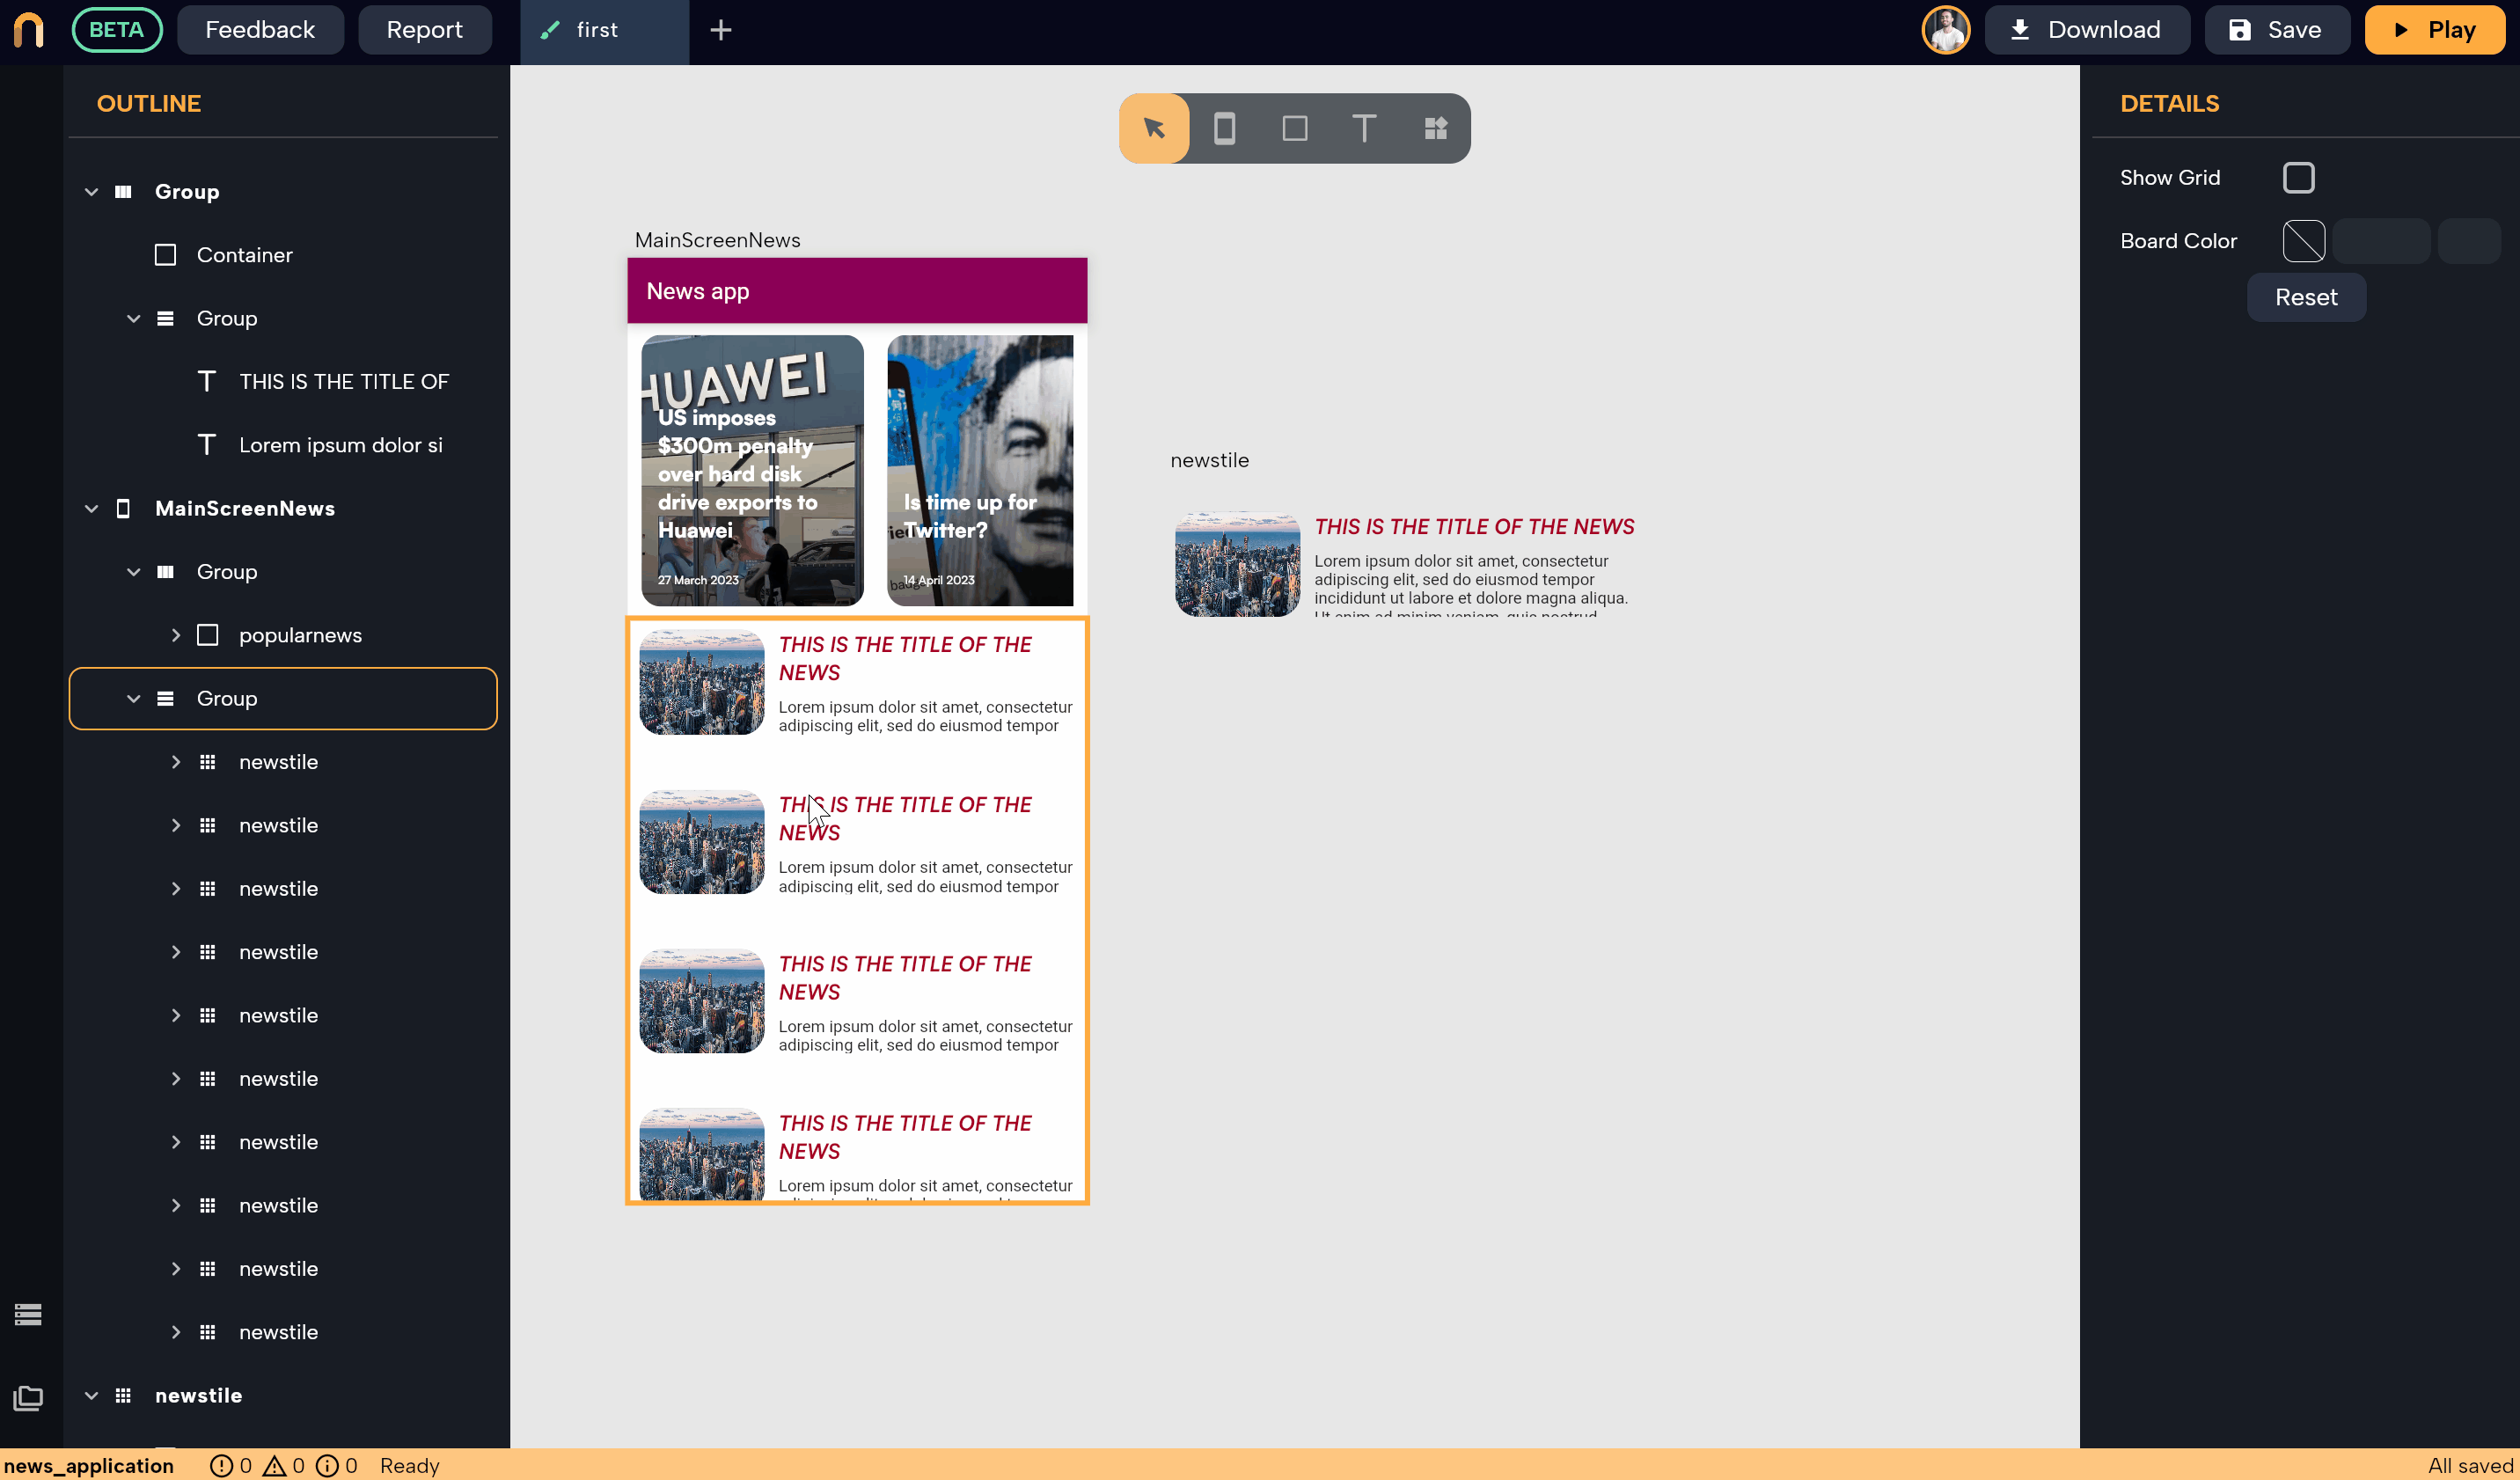 BETA
Feedback
Report
first
Download
Save
Play
OUTLINE
Group
Container
Group
THIS IS THE TITLE OF
Lorem ipsum dolor si
MainScreenNews
Group
popularnews
Group
newstile
newstile
newstile
newstile
newstile
newstile
newstile
newstile
newstile
newstile
newstile
MainScreenNews
News app
HUAWEI
US imposes
$300m penalty
over hard disk
drive exports to
Huawei
27 March 2023
Is time up for
Twitter?
14 April 2023
THIS IS THE TITLE OF THE
NEWS
Lorem ipsum dolor sit amet, consectetur
adipiscing elit, sed do eiusmod tempor
THIS IS THE TITLE OF THE
NEWS
Lorem ipsum dolor sit amet, consectetur
adipiscing elit, sed do eiusmod tempor
THIS IS THE TITLE OF THE
NEWS
Lorem ipsum dolor sit amet, consectetur
adipiscing elit, sed do eiusmod tempor
THIS IS THE TITLE OF THE
NEWS
Lorem ipsum dolor sit amet, consectetur
newstile
THIS IS THE TITLE OF THE NEWS
Lorem ipsum dolor sit amet, consectetur
adipiscing elit, sed do eiusmod tempor
incididunt ut labore et dolore magna aliqua.
Ut enim ad minim veniam, quis nostrud
DETAILS
Show Grid
Board Color
Reset
news_application
0
0
0
Ready
All saved